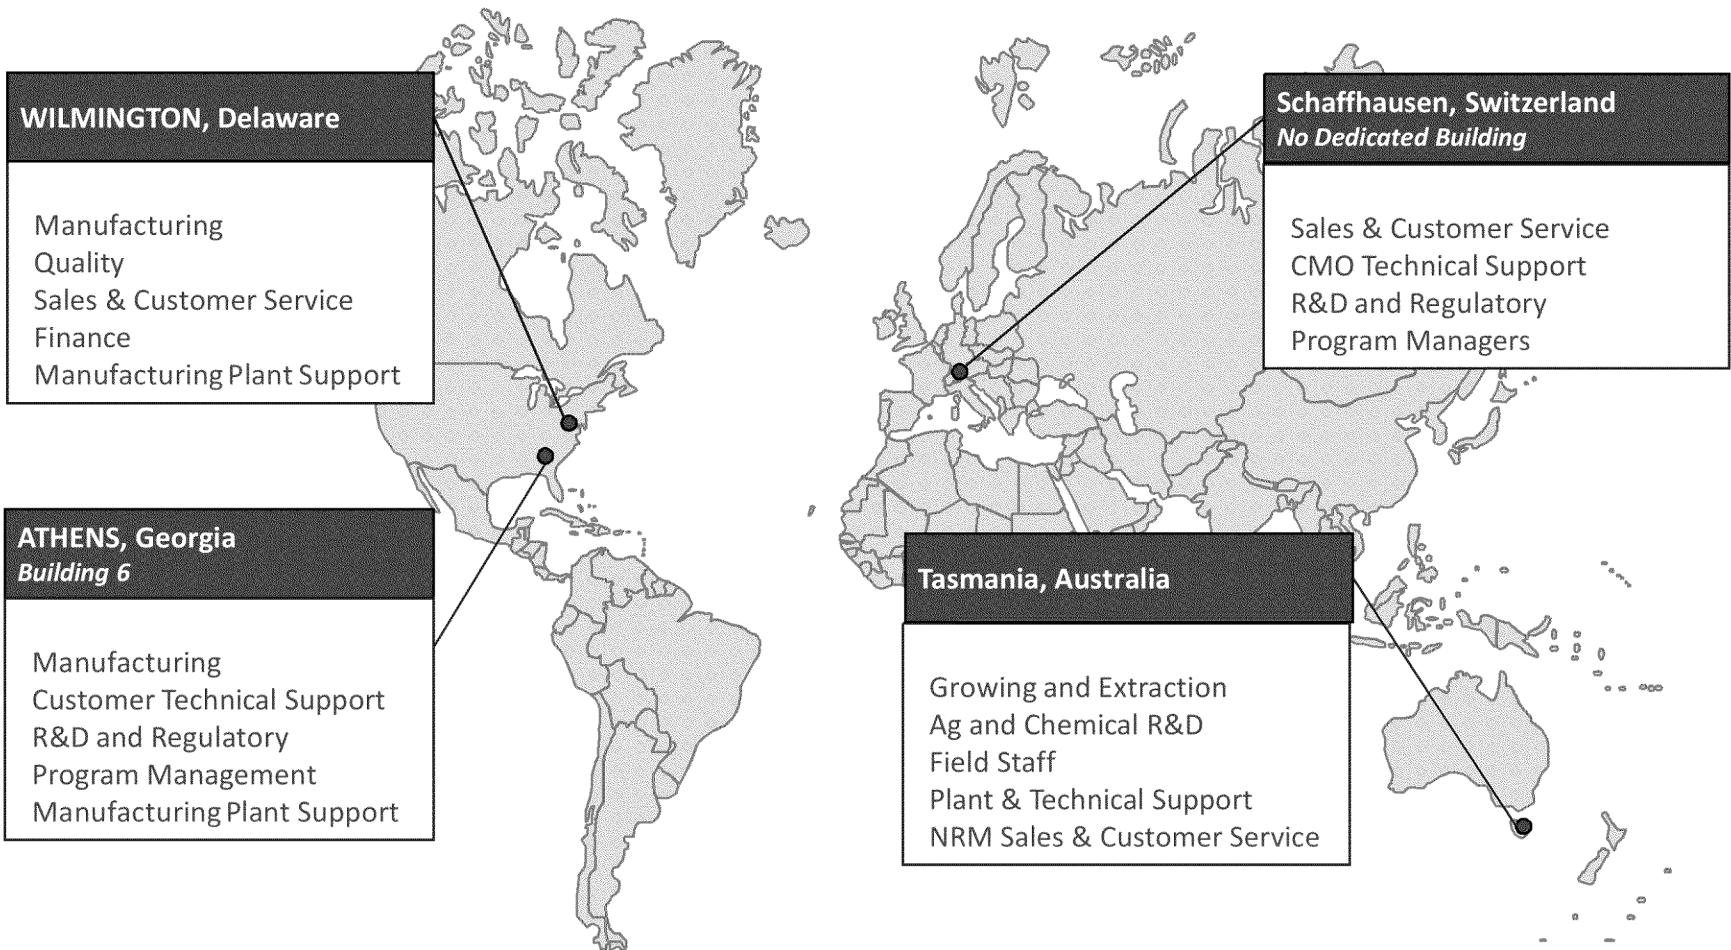 WILMINGTON, Delaware
Manufacturing
Quality
Sales & Customer Service
Finance
Manufacturing Plant Support
Schaffhausen, Switzerland
No Dedicated Building
Sales & Customer Service
CMO Technical Support
R&D and Regulatory
Program Managers
ATHENS, Georgia
Building 6
Manufacturing
Customer Technical Support
R&D and Regulatory
Program Management
Manufacturing Plant Support
Tasmania, Australia
Growing and Extraction
Ag and Chemical R&D
Field Staff
Plant & Technical Support
NRM Sales & Customer Service